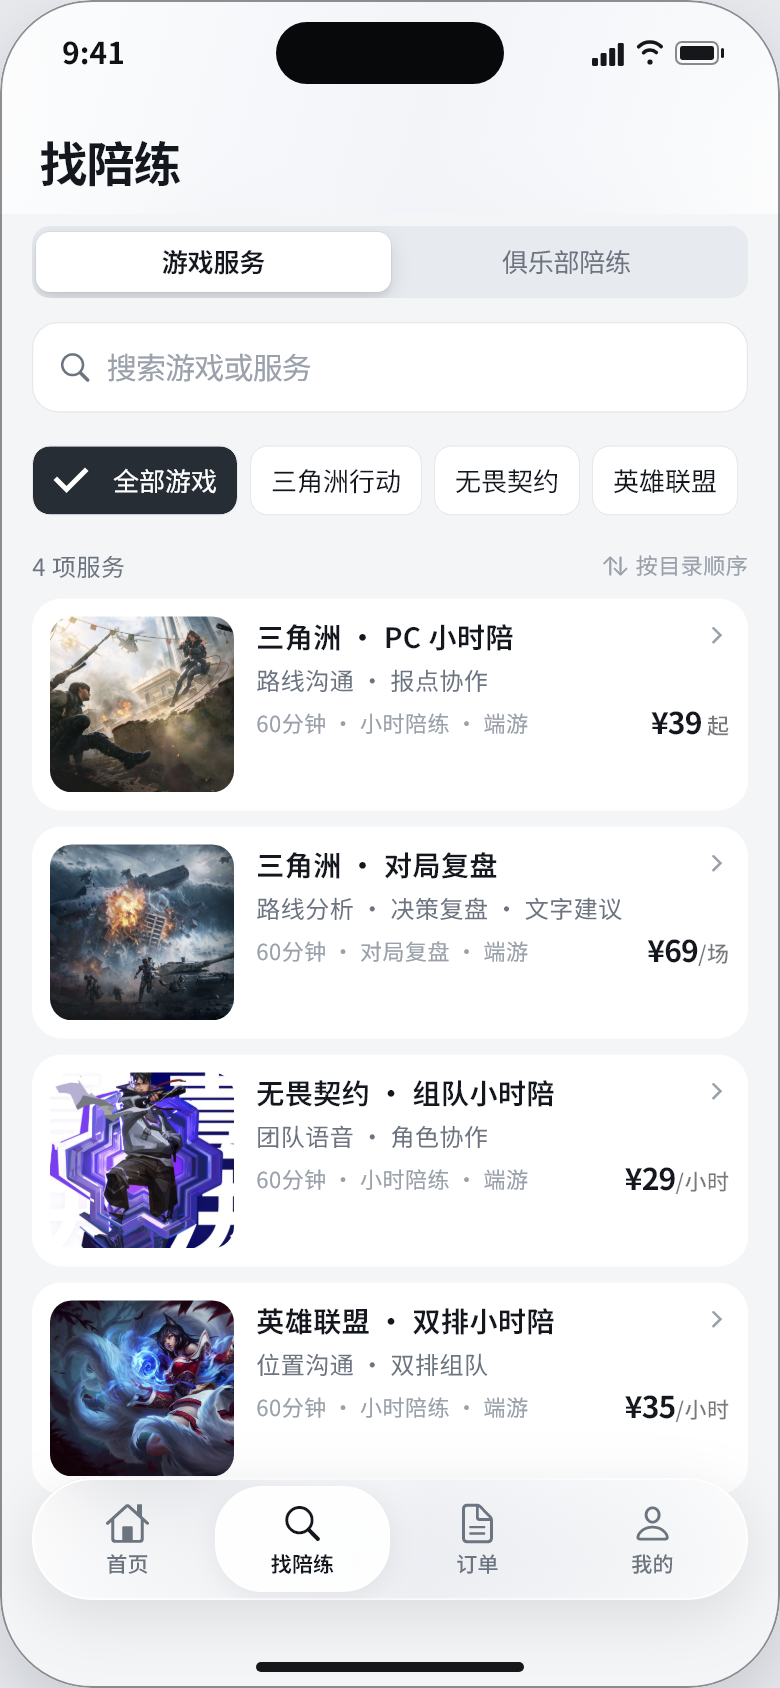 9:41
找陪练
游戏服务
俱乐部陪练
搜索游戏或服务
全部游戏
三角洲行动
无畏契约
英雄联盟
4 项服务
按目录顺序
三角洲 · PC 小时陪
路线沟通 · 报点协作
60分钟 · 小时陪练 · 端游
¥39 起
三角洲 · 对局复盘
路线分析 · 决策复盘 · 文字建议
60分钟 · 对局复盘 · 端游
¥69/场
无畏契约 · 组队小时陪
团队语音 · 角色协作
60分钟 · 小时陪练 · 端游
¥29/小时
英雄联盟 · 双排小时陪
位置沟通 · 双排组队
60分钟 · 小时陪练 · 端游
¥35/小时
首页
找陪练
订单
我的